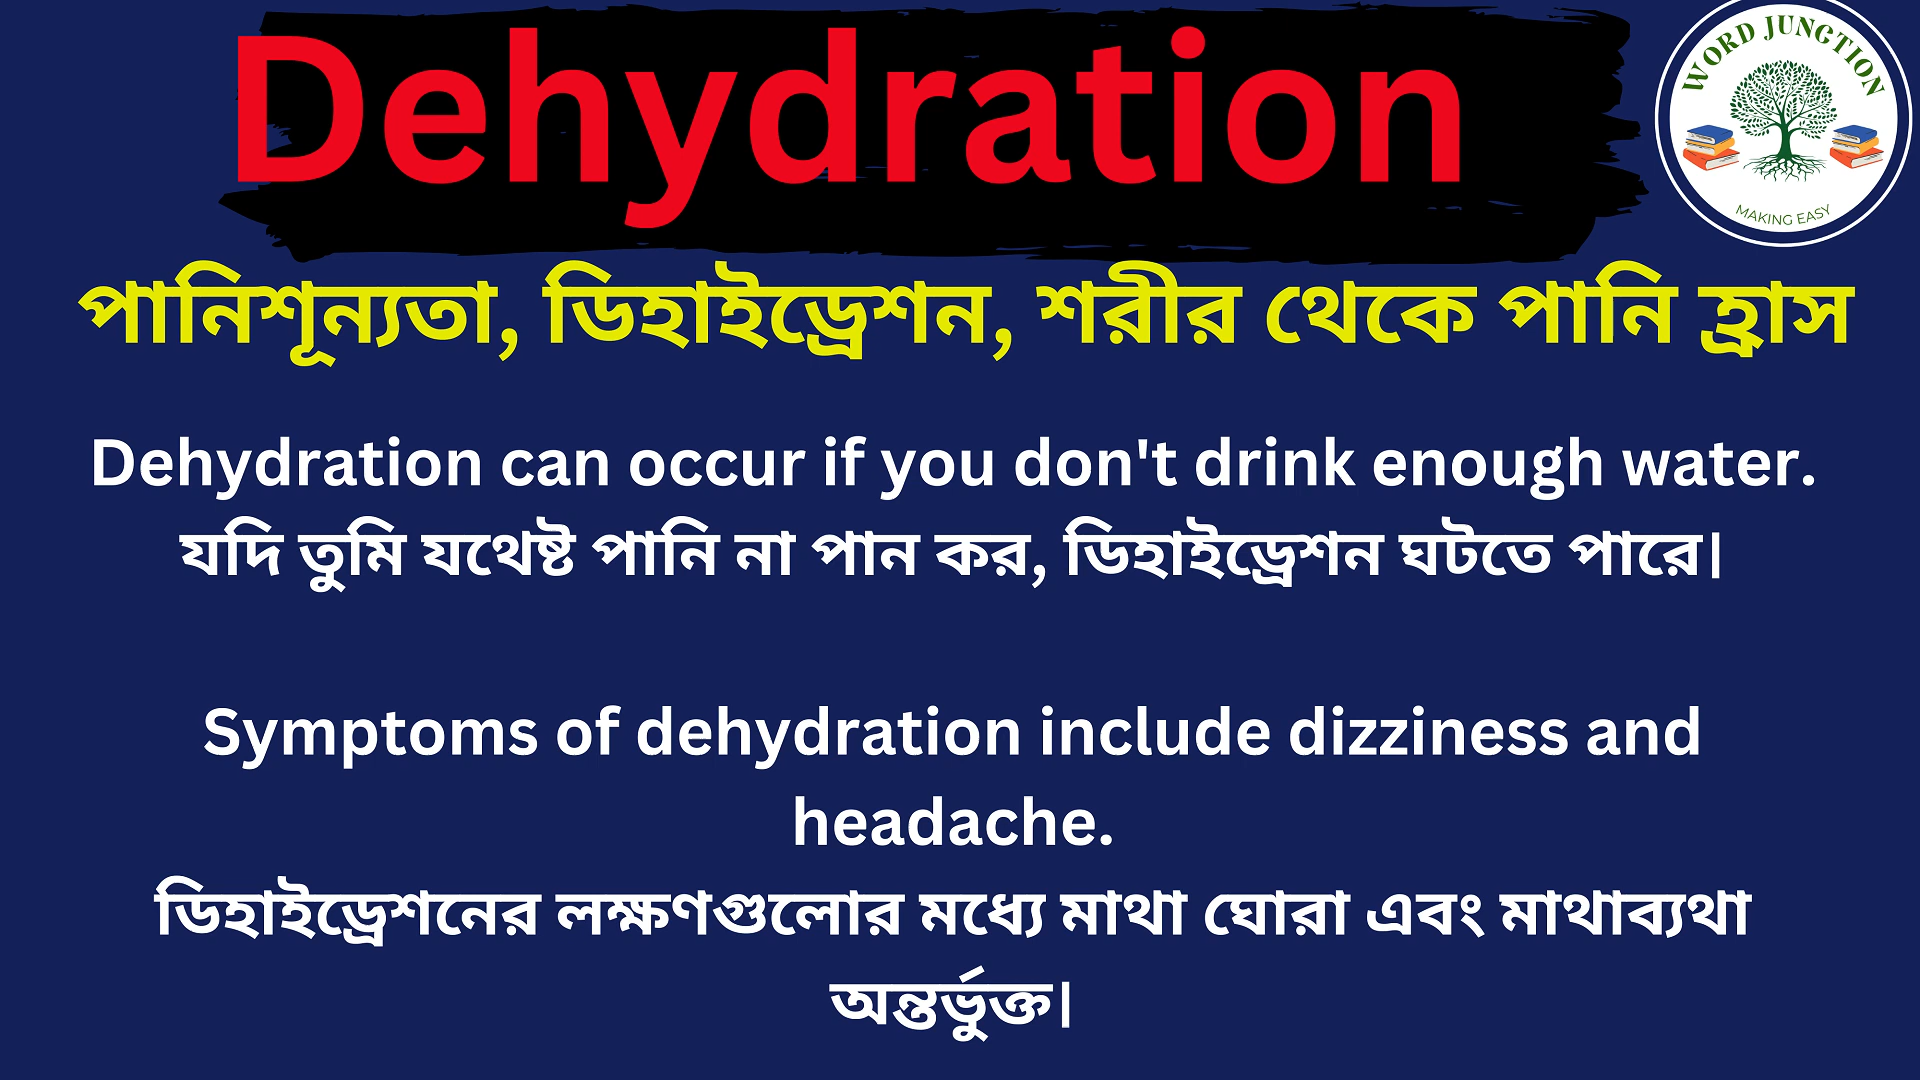 Dehydration
WORD JUNCTION
MAKING EASY
পানিশূন্যতা, ডিহাইড্রেশন, শরীর থেকে পানি হ্রাস
Dehydration can occur if you don't drink enough water.
যদি তুমি যথেষ্ট পানি না পান কর, ডিহাইড্রেশন ঘটতে পারে।
Symptoms of dehydration include dizziness and
headache.
ডিহাইড্রেশনের লক্ষণগুলোর মধ্যে মাথা ঘোরা এবং মাথাব্যথা
অন্তর্ভুক্ত।